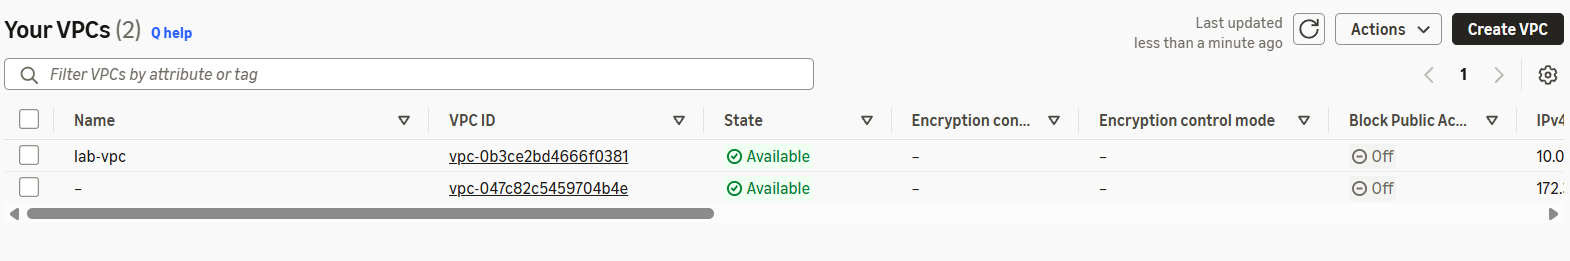 Your VPCs (2) Q help
Last updated
less than a minute ago
Actions
Create VPC
Filter VPCs by attribute or tag
1
Name VPC ID State Encryption con... Encryption control mode Block Public Ac... IPv4
lab-vpc vpc-0b3ce2bd4666f0381 Available – – Off 10.0
– vpc-047c82c5459704b4e Available – – Off 172.